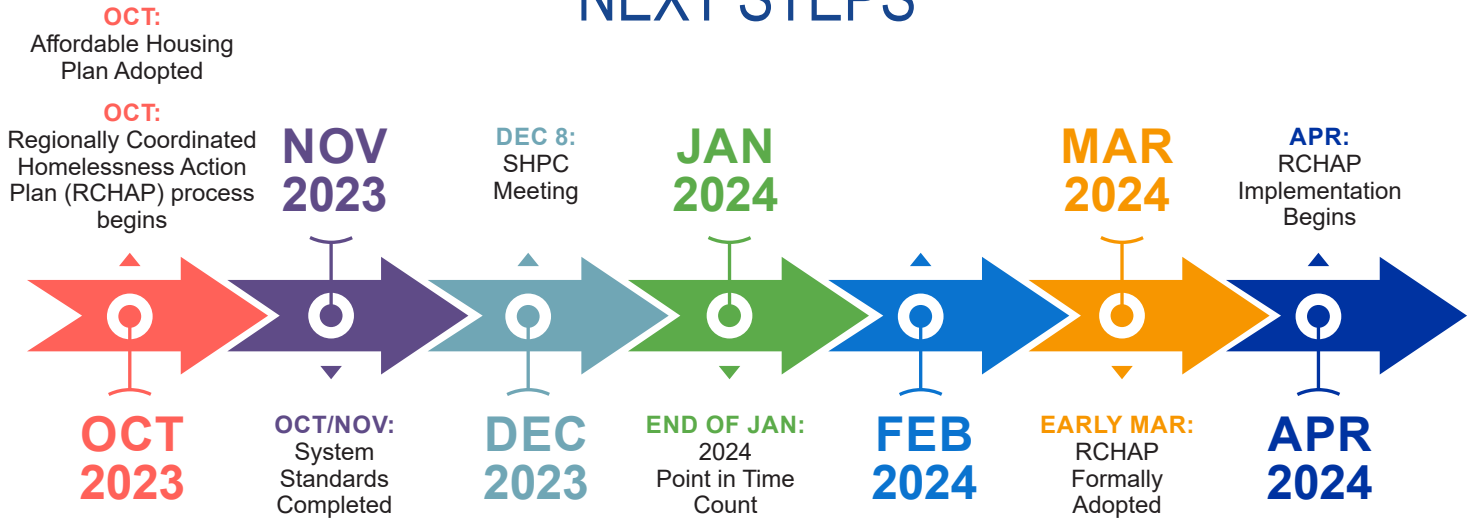 NEXT STEPS
OCT:
Affordable Housing
Plan Adopted
OCT:
Regionally Coordinated
Homelessness Action
Plan (RCHAP) process
begins
OCT
2023
NOV
2023
OCT/NOV:
System
Standards
Completed
DEC 8:
SHPC
Meeting
DEC
2023
JAN
2024
END OF JAN:
2024
Point in Time
Count
FEB
2024
MAR
2024
EARLY MAR:
RCHAP
Formally
Adopted
APR:
RCHAP
Implementation
Begins
APR
2024